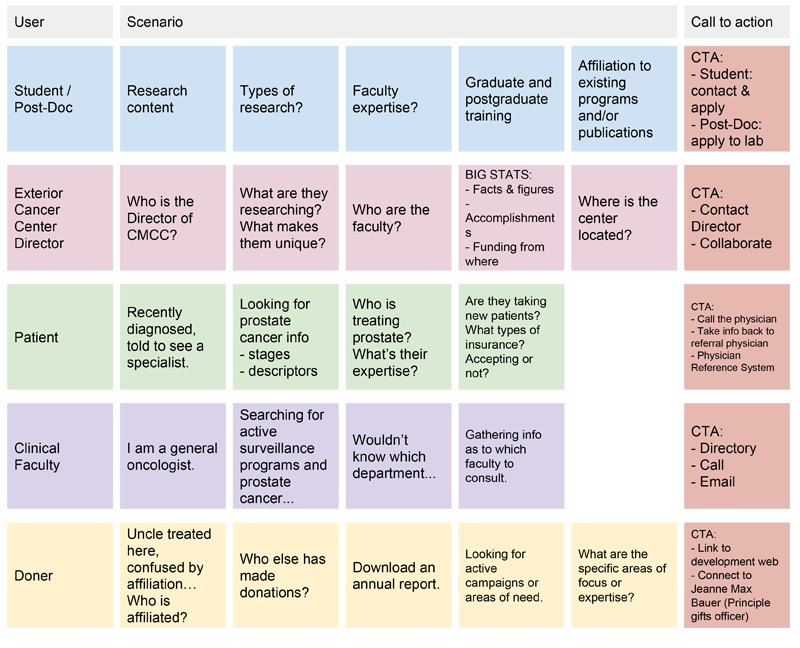 User
Scenario
Call to action
Student /
Post-Doc
Research
content
Types of
research?
Faculty
expertise?
Graduate and
postgraduate
training
Affiliation to
existing
programs
and/or
publications
CTA:
- Student:
contact &
apply
- Post-Doc:
apply to lab
Exterior
Cancer
Center
Director
Who is the
Director of
CMCC?
What are they
researching?
What makes
them unique?
Who are the
faculty?
BIG STATS:
- Facts & figures
-
Accomplishment
s
- Funding from
where
Where is the
center
located?
CTA:
- Contact
Director
- Collaborate
Patient
Recently
diagnosed,
told to see a
specialist.
Looking for
prostate
cancer info
- stages
- descriptors
Who is
treating
prostate?
What's their
expertise?
Are they taking
new patients?
What types of
insurance?
Accepting or
not?
CTA:
- Call the physician
- Take info back to
referral physician
- Physician
Reference System
Clinical
Faculty
I am a general
oncologist.
Searching for
active
surveillance
programs and
prostate
cancer...
Wouldn't
know which
department...
Gathering info
as to which
faculty to
consult.
CTA:
- Directory
- Call
- Email
Doner
Uncle treated
here,
confused by
affiliation…
Who is
affiliated?
Who else has
made
donations?
Download an
annual report.
Looking for
active
campaigns or
areas of need.
What are the
specific areas of
focus or
expertise?
CTA:
- Link to
development web
- Connect to
Jeanne Max
Bauer (Principle
gifts officer)